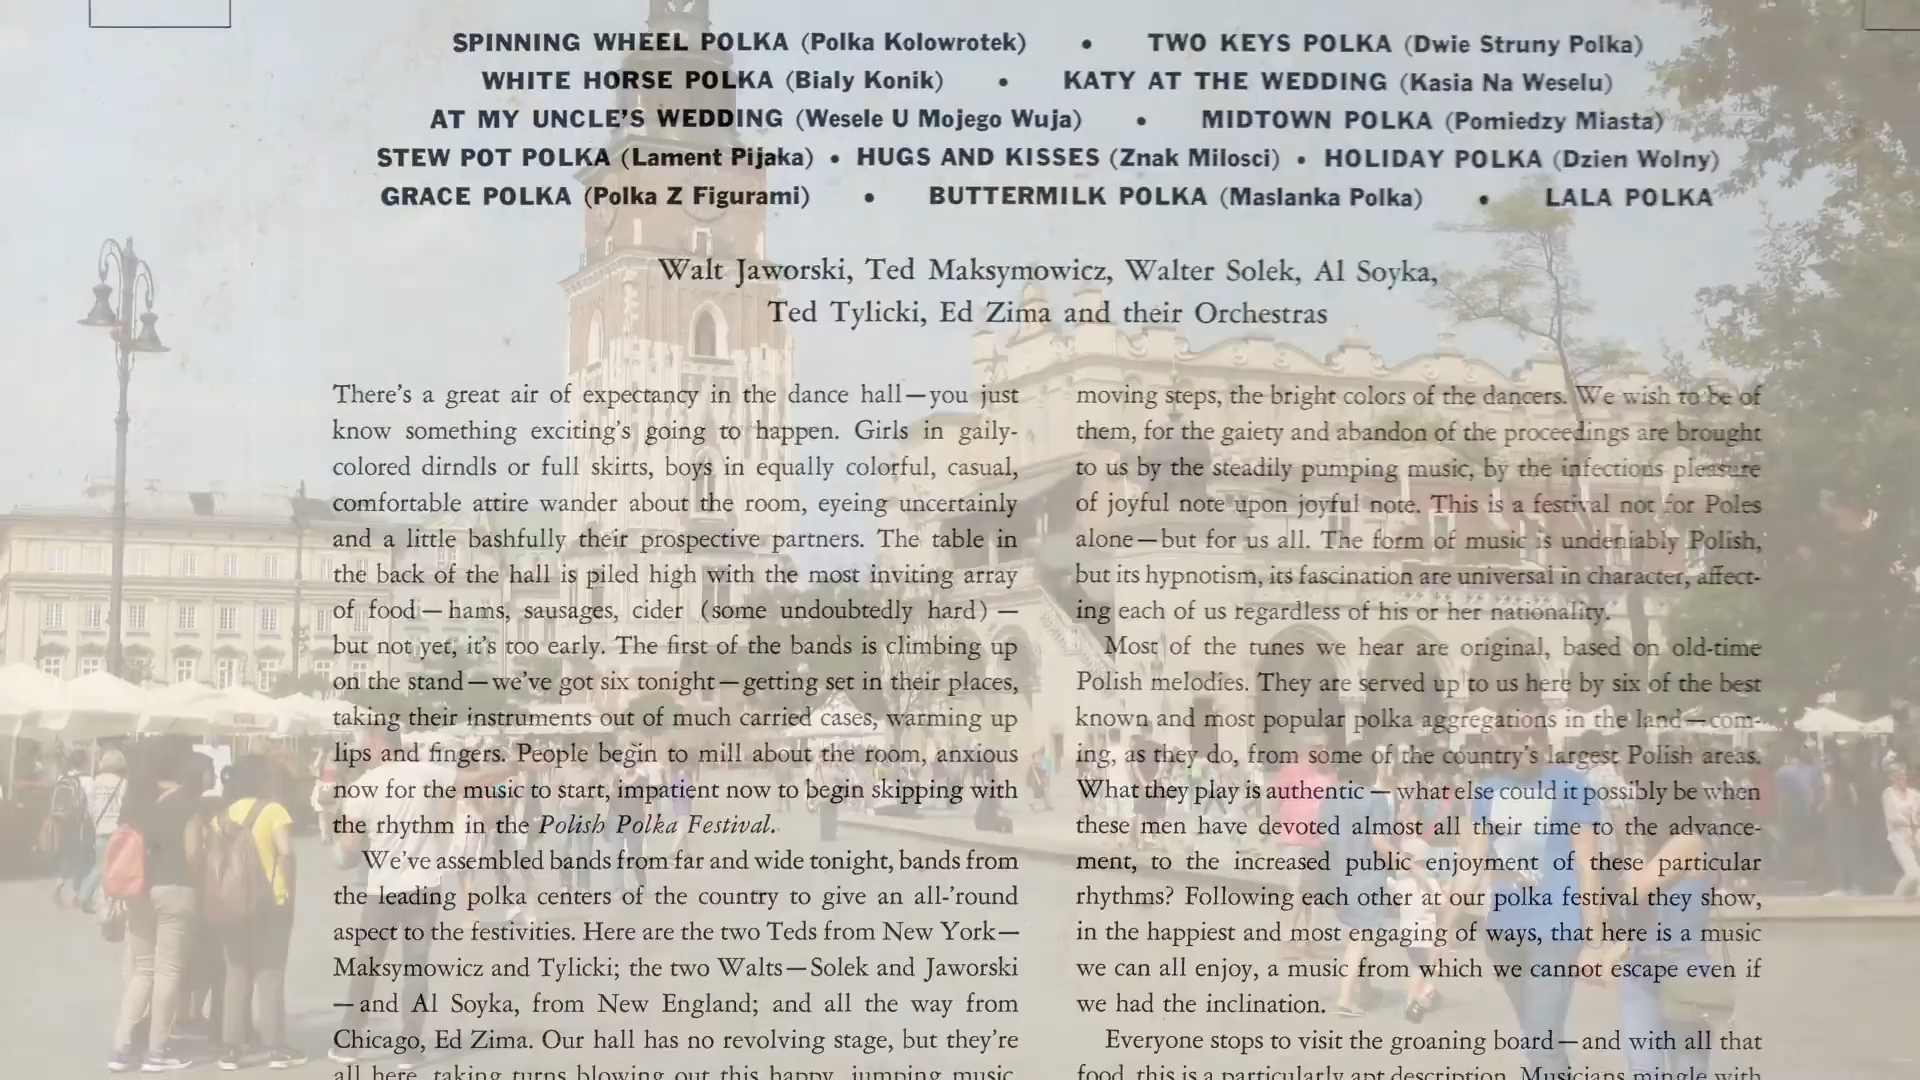 SPINNING WHEEL POLKA (Polka Kolowrotek) • TWO KEYS POLKA (Dwie Struny Polka)
WHITE HORSE POLKA (Bialy Konik) • KATY AT THE WEDDING (Kasia Na Weselu)
AT MY UNCLE'S WEDDING (Wesele U Mojego Wuja) • MIDTOWN POLKA (Pomiedzy Miasta)
STEW POT POLKA (Lament Pijaka) • HUGS AND KISSES (Znak Milosci) • HOLIDAY POLKA (Dzien Wolny)
GRACE POLKA (Polka Z Figurami) • BUTTERMILK POLKA (Maslanka Polka) • LALA POLKA
Walt Jaworski, Ted Maksymowicz, Walter Solek, Al Soyka,
Ted Tylicki, Ed Zima and their Orchestras
There's a great air of expectancy in the dance hall—you just
know something exciting's going to happen. Girls in gaily-
colored dirndls or full skirts, boys in equally colorful, casual,
comfortable attire wander about the room, eyeing uncertainly
and a little bashfully their prospective partners. The table in
the back of the hall is piled high with the most inviting array
of food—hams, sausages, cider (some undoubtedly hard)—
but not yet, it's too early. The first of the bands is climbing up
on the stand—we've got six tonight—getting set in their places,
taking their instruments out of much carried cases, warming up
lips and fingers. People begin to mill about the room, anxious
now for the music to start, impatient now to begin skipping with
the rhythm in the Polish Polka Festival.
We've assembled bands from far and wide tonight, bands from
the leading polka centers of the country to give an all-'round
aspect to the festivities. Here are the two Teds from New York—
Maksymowicz and Tylicki; the two Walts—Solek and Jaworski
—and Al Soyka, from New England; and all the way from
Chicago, Ed Zima. Our hall has no revolving stage, but they're
all here, taking turns blowing out this happy, jumping music.
moving steps, the bright colors of the dancers. We wish to be of
them, for the gaiety and abandon of the proceedings are brought
to us by the steadily pumping music, by the infectious pleasure
of joyful note upon joyful note. This is a festival not for Poles
alone—but for us all. The form of music is undeniably Polish,
but its hypnotism, its fascination are universal in character, affect-
ing each of us regardless of his or her nationality.
Most of the tunes we hear are original, based on old-time
Polish melodies. They are served up to us here by six of the best
known and most popular polka aggregations in the land—com-
ing, as they do, from some of the country's largest Polish areas.
What they play is authentic—what else could it possibly be when
these men have devoted almost all their time to the advance-
ment, to the increased public enjoyment of these particular
rhythms? Following each other at our polka festival they show,
in the happiest and most engaging of ways, that here is a music
we can all enjoy, a music from which we cannot escape even if
we had the inclination.
Everyone stops to visit the groaning board—and with all that
food, this is a particularly apt description. Musicians mingle with